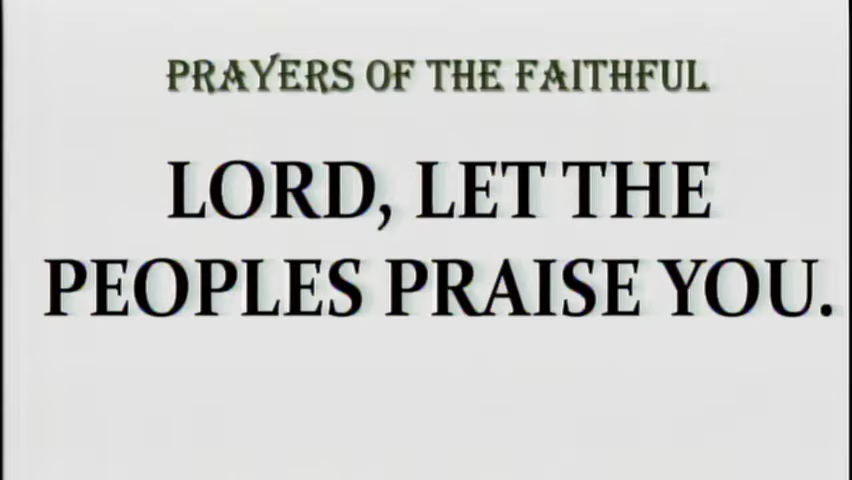 PRAYERS OF THE FAITHFUL
LORD, LET THE
PEOPLES PRAISE YOU.